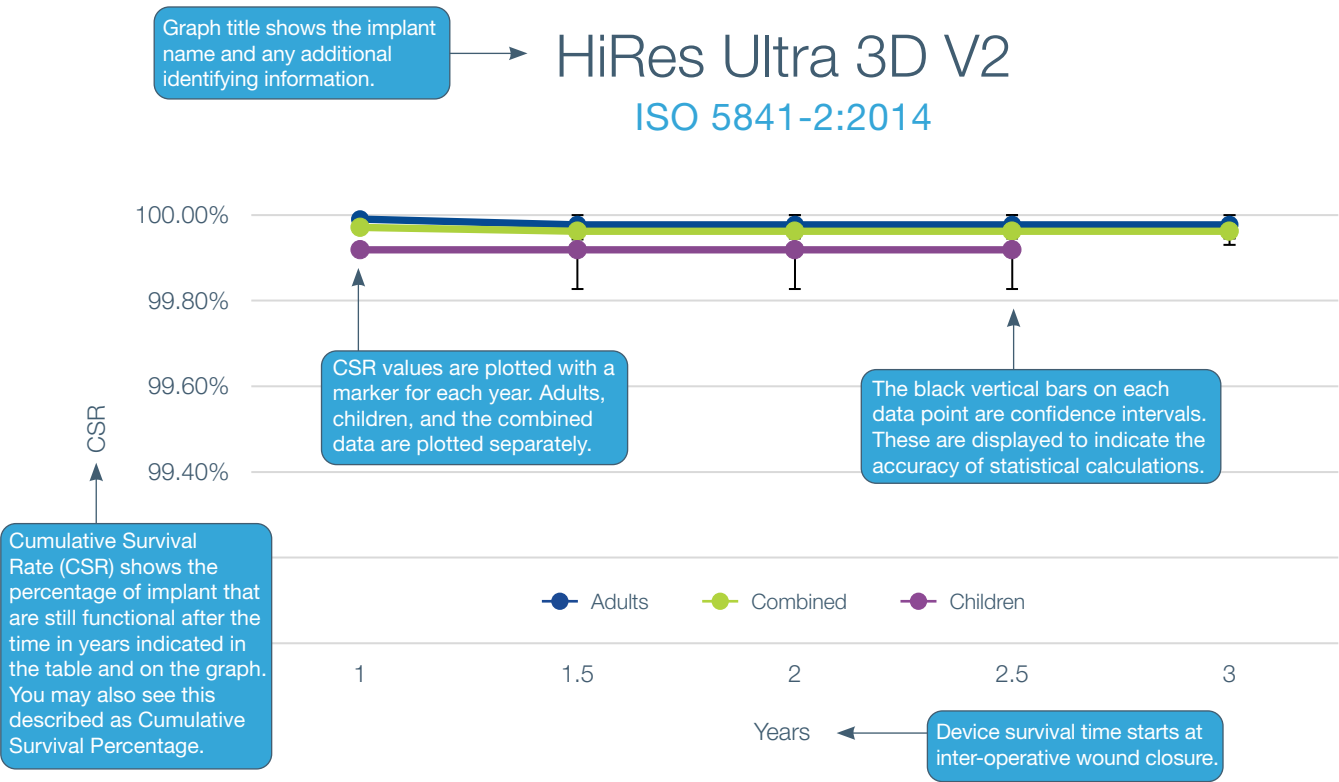 Graph title shows the implant
name and any additional
identifying information.
HiRes Ultra 3D V2
ISO 5841-2:2014
100.00%
99.80%
99.60%
99.40%
CSR
CSR values are plotted with a
marker for each year. Adults,
children, and the combined
data are plotted separately.
The black vertical bars on each
data point are confidence intervals.
These are displayed to indicate the
accuracy of statistical calculations.
Cumulative Survival
Rate (CSR) shows the
percentage of implant that
are still functional after the
time in years indicated in
the table and on the graph.
You may also see this
described as Cumulative
Survival Percentage.
Adults
Combined
Children
1
1.5
2
2.5
3
Years
Device survival time starts at
inter-operative wound closure.